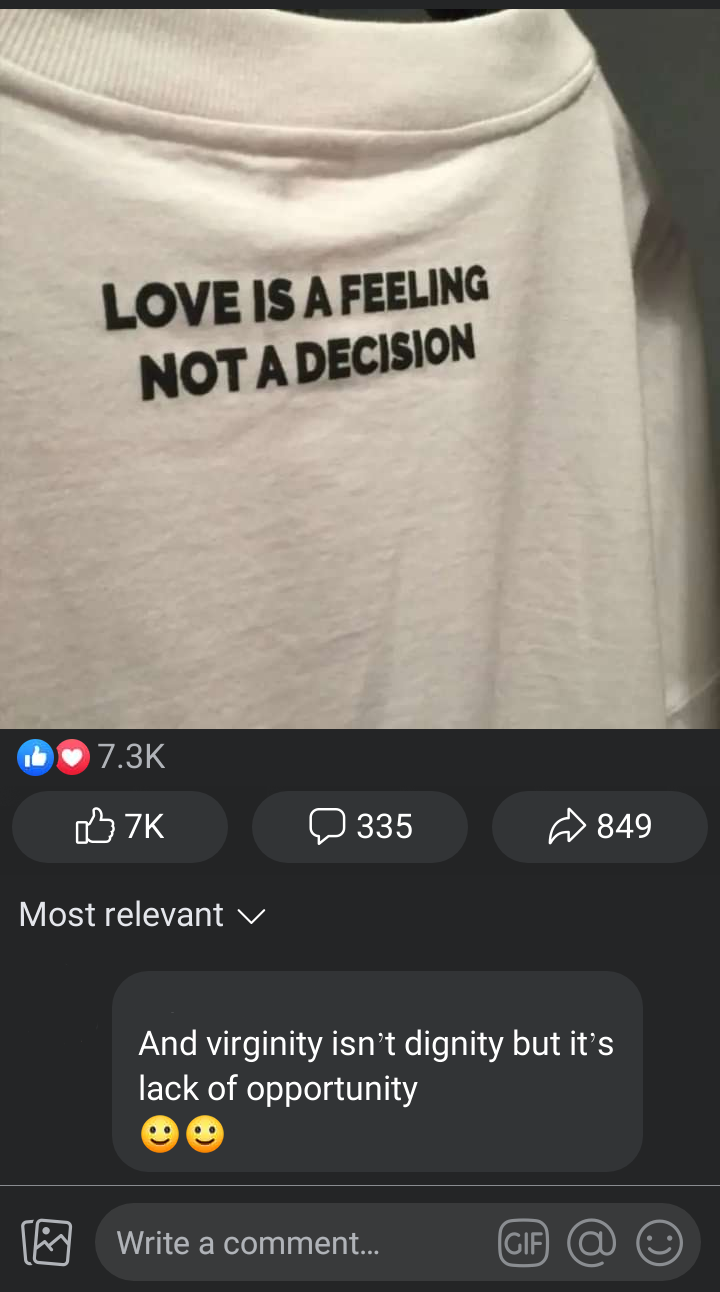 LOVE IS A FEELING
NOT A DECISION
7.3K
7K
335
849
Most relevant
And virginity isn't dignity but it's
lack of opportunity
🙂🙂
Write a comment...
GIF
@